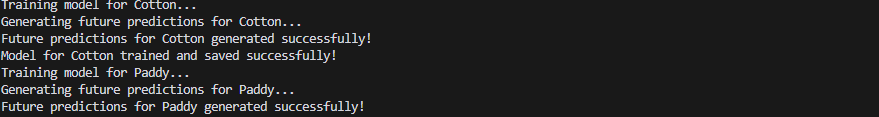 Training model for Cotton...
Generating future predictions for Cotton...
Future predictions for Cotton generated successfully!
Model for Cotton trained and saved successfully!
Training model for Paddy...
Generating future predictions for Paddy...
Future predictions for Paddy generated successfully!